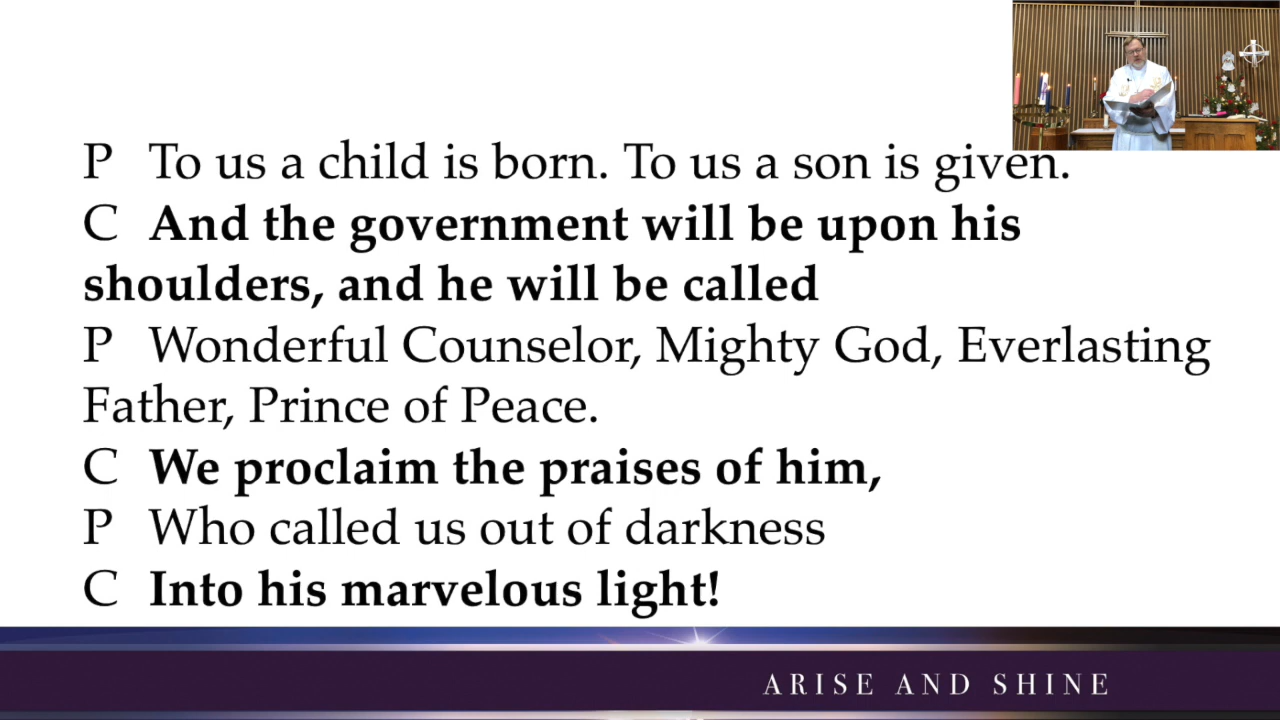 P To us a child is born. To us a son is given.
C And the government will be upon his
shoulders, and he will be called
P Wonderful Counselor, Mighty God, Everlasting
Father, Prince of Peace.
C We proclaim the praises of him,
P Who called us out of darkness
C Into his marvelous light!
ARISE AND SHINE